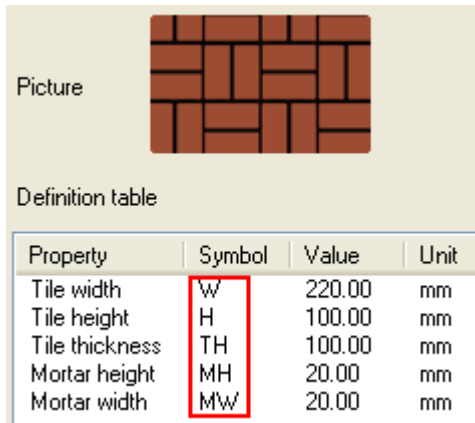 Picture
Definition table
Property Symbol Value Unit
Tile width W 220.00 mm
Tile height H 100.00 mm
Tile thickness TH 100.00 mm
Mortar height MH 20.00 mm
Mortar width MW 20.00 mm